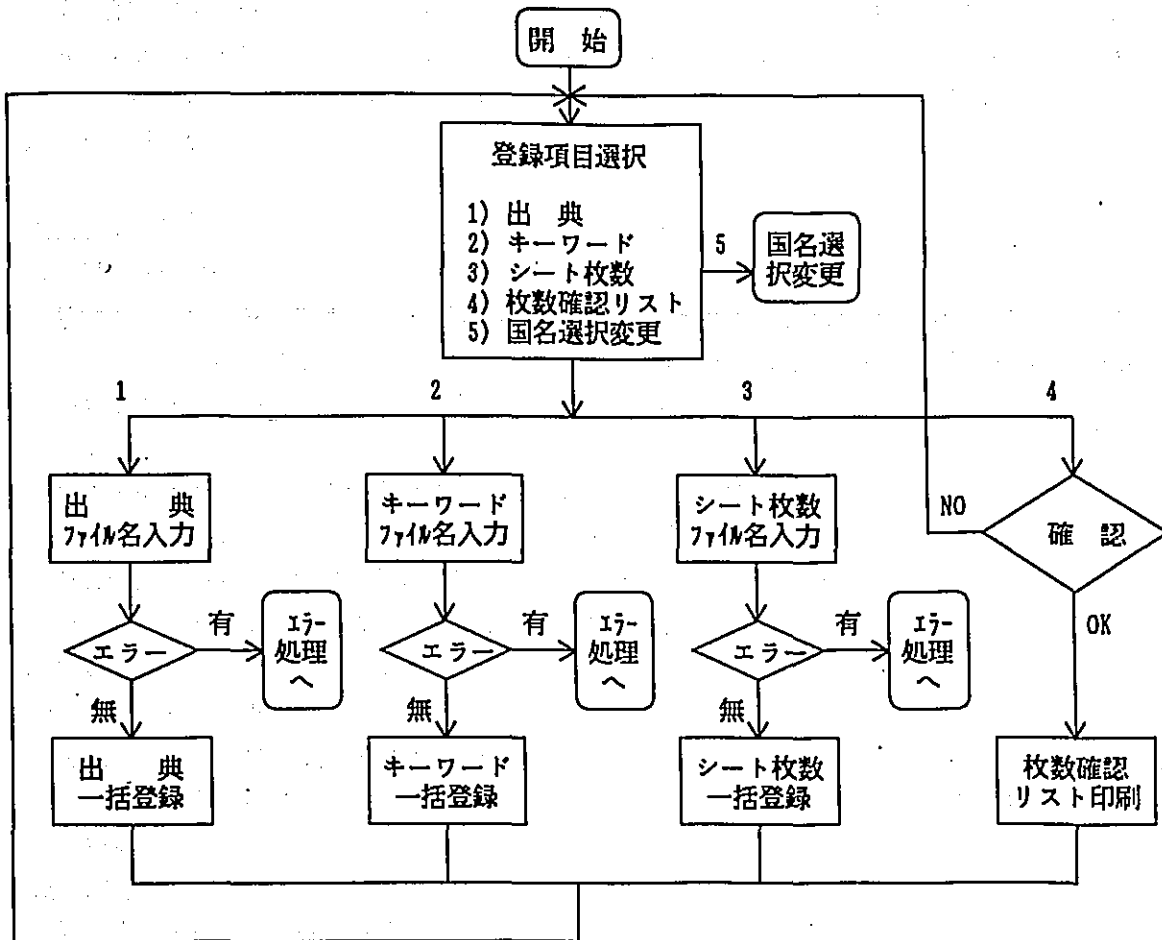 開　始
登録項目選択
1) 出　典
2) キーワード
3) シート枚数
4) 枚数確認リスト
5) 国名選択変更
5
国名選
択変更
1
2
3
4
出　　典
ﾌｧｲﾙ名入力
キーワード
ﾌｧｲﾙ名入力
シート枚数
ﾌｧｲﾙ名入力
NO
確　認
OK
エラー
有
ｴﾗｰ
処理
へ
無
エラー
有
ｴﾗｰ
処理
へ
無
エラー
有
ｴﾗｰ
処理
へ
無
出　　典
一括登録
キーワード
一括登録
シート枚数
一括登録
枚数確認
リスト印刷